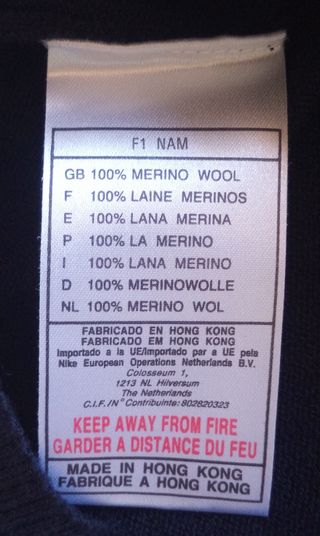 F1 NAM
GB 100% MERINO WOOL
F 100% LAINE MERINOS
E 100% LANA MERINA
P 100% LA MERINO
I 100% LANA MERINO
D 100% MERINOWOLLE
NL 100% MERINO WOL
FABRICADO EN HONG KONG
FABRICADO EM HONG KONG
Importado a la UE/Importado par a UE pela
Nike European Operations Netherlands B.V.
Colosseum 1,
1213 NL Hilversum
The Netherlands
C.I.F./N° Contribuinte: 802820323
KEEP AWAY FROM FIRE
GARDER A DISTANCE DU FEU
MADE IN HONG KONG
FABRIQUE A HONG KONG